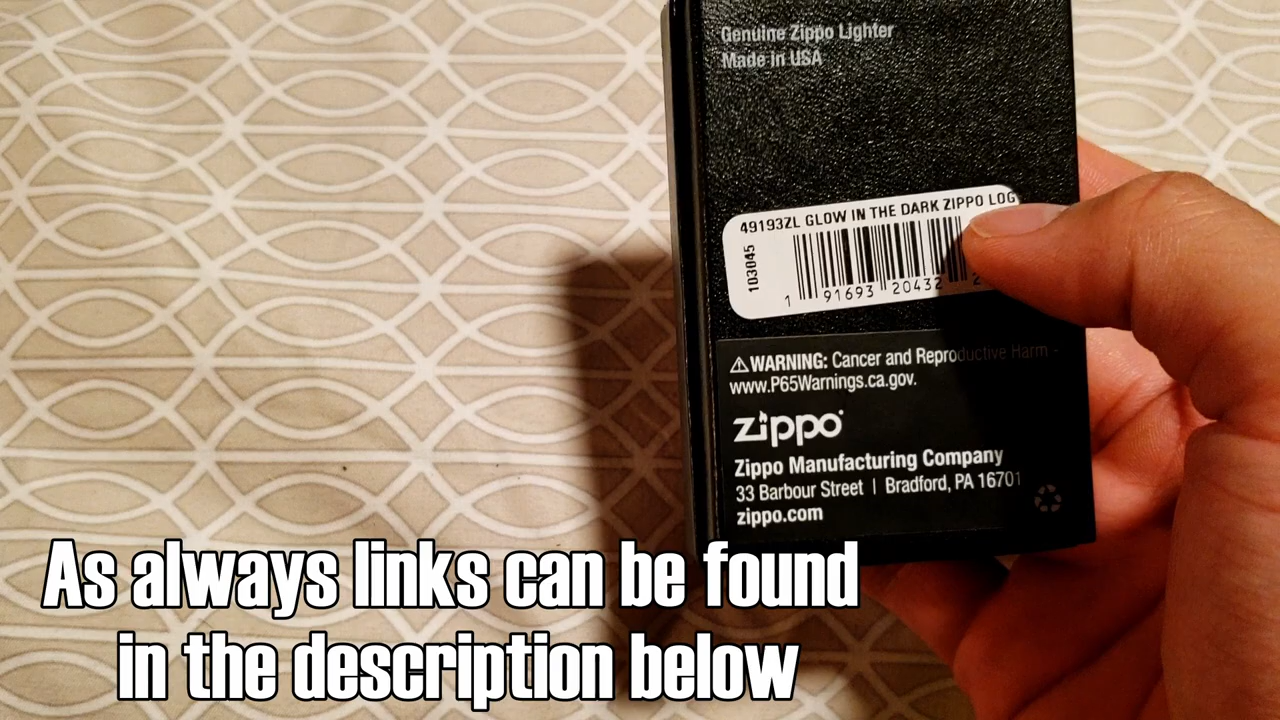 Genuine Zippo Lighter
Made in USA
49193ZL GLOW IN THE DARK ZIPPO LOG
103045
1 91693 20432 2
⚠WARNING: Cancer and Reproductive Harm -
www.P65Warnings.ca.gov.
zippo
Zippo Manufacturing Company
33 Barbour Street | Bradford, PA 16701
zippo.com
As always links can be found
in the description below